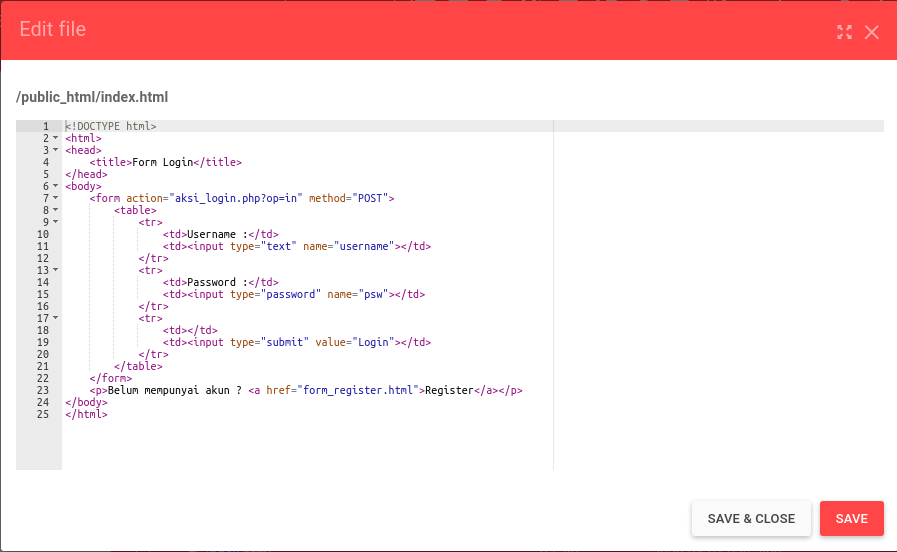 Edit file
/public_html/index.html
1 <!DOCTYPE html>
2 <html>
3 <head>
4 <title>Form Login</title>
5 </head>
6 <body>
7 <form action="aksi_login.php?op=in" method="POST">
8 <table>
9 <tr>
10 <td>Username :</td>
11 <td><input type="text" name="username"></td>
12 </tr>
13 <tr>
14 <td>Password :</td>
15 <td><input type="password" name="psw"></td>
16 </tr>
17 <tr>
18 <td></td>
19 <td><input type="submit" value="Login"></td>
20 </tr>
21 </table>
22 </form>
23 <p>Belum mempunyai akun ? <a href="form_register.html">Register</a></p>
24 </body>
25 </html>
SAVE & CLOSE SAVE